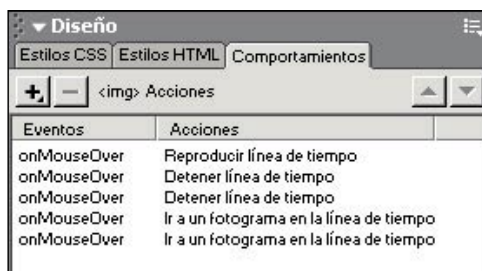 Diseño
Estilos CSS Estilos HTML Comportamientos
<img> Acciones
Eventos Acciones
onMouseOver Reproducir línea de tiempo
onMouseOver Detener línea de tiempo
onMouseOver Detener línea de tiempo
onMouseOver Ir a un fotograma en la línea de tiempo
onMouseOver Ir a un fotograma en la línea de tiempo